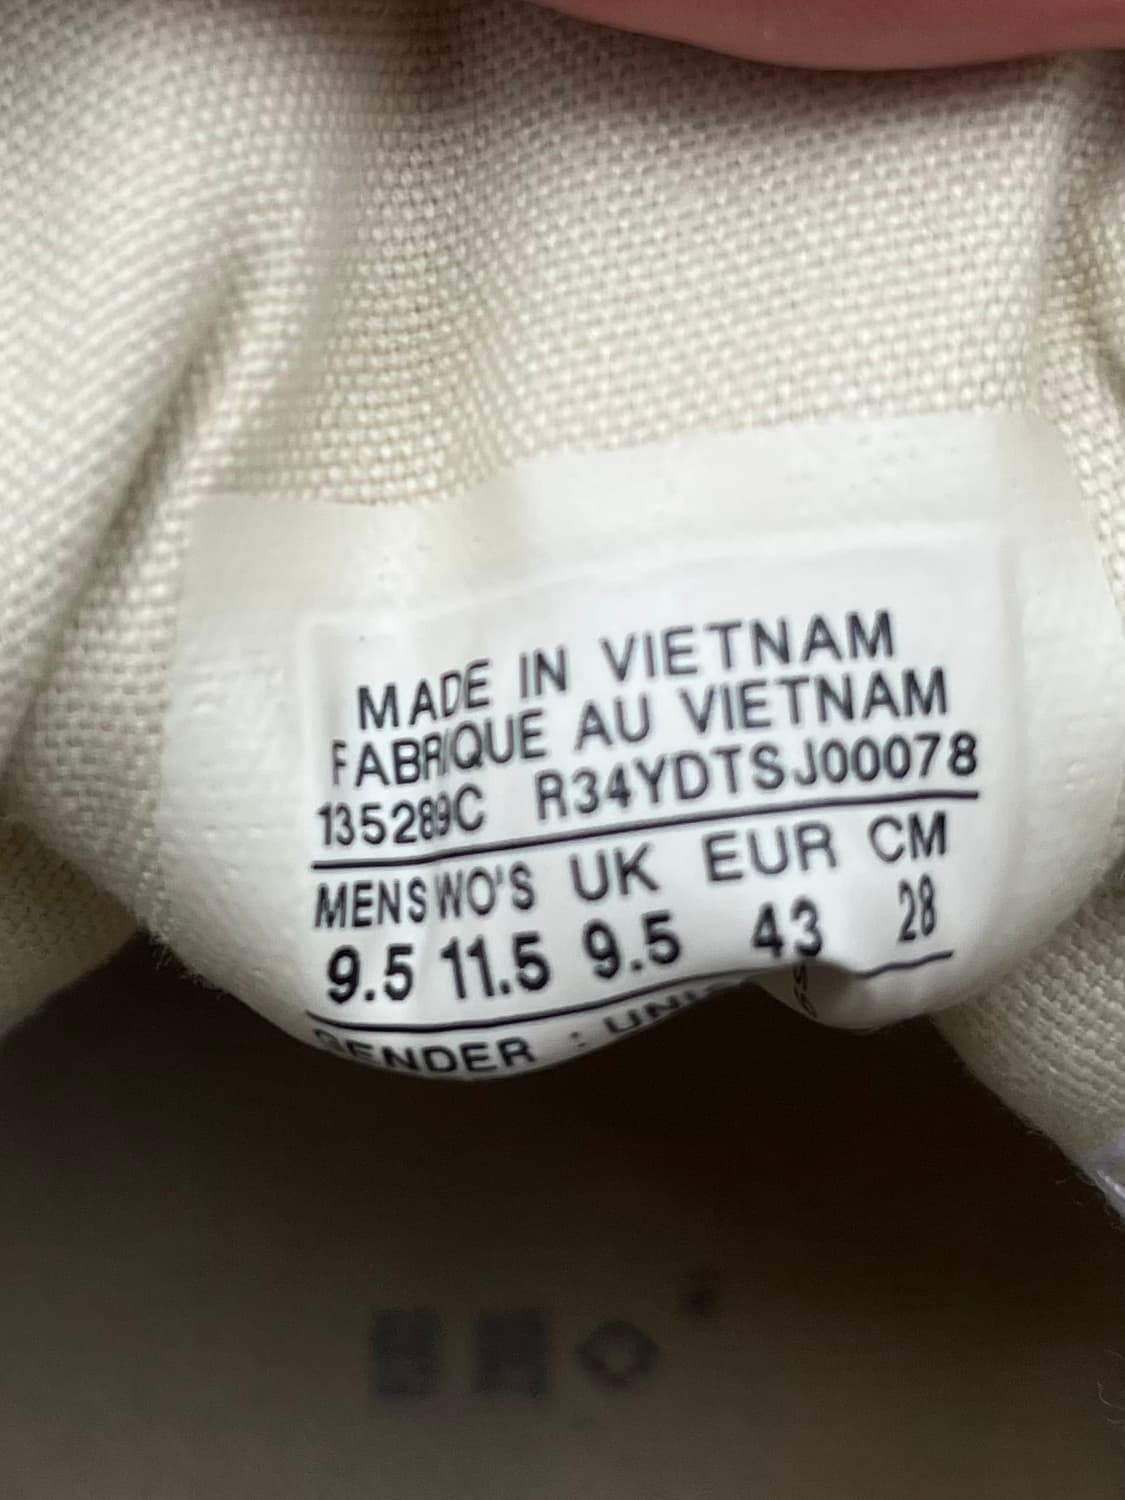 MADE IN VIETNAM
FABRIQUE AU VIETNAM
135289C R34YDTSJ00078
MENS WO'S UK EUR CM
9.5 11.5 9.5 43 28
GENDER :